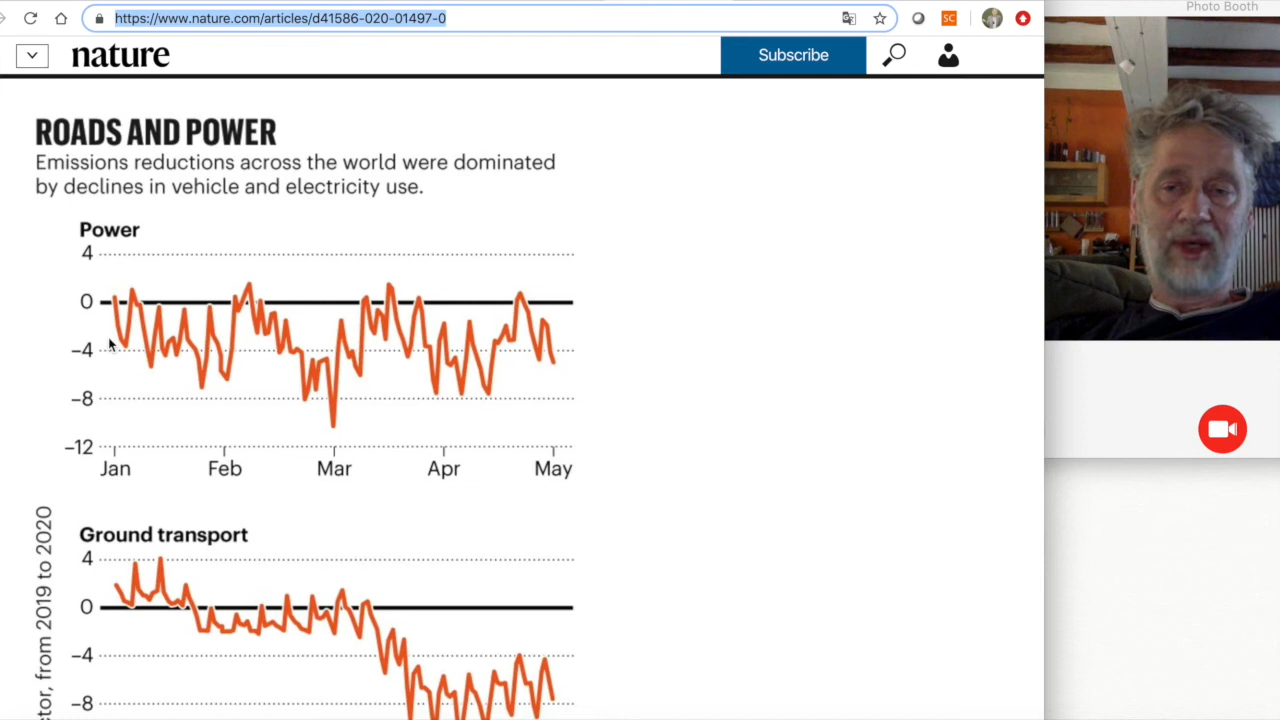 https://www.nature.com/articles/d41586-020-01497-0
SC
Photo Booth
nature
Subscribe
ROADS AND POWER
Emissions reductions across the world were dominated
by declines in vehicle and electricity use.
Power
4
0
−4
−8
−12
Jan Feb Mar Apr May
Ground transport
4
0
−4
−8
tor, from 2019 to 2020